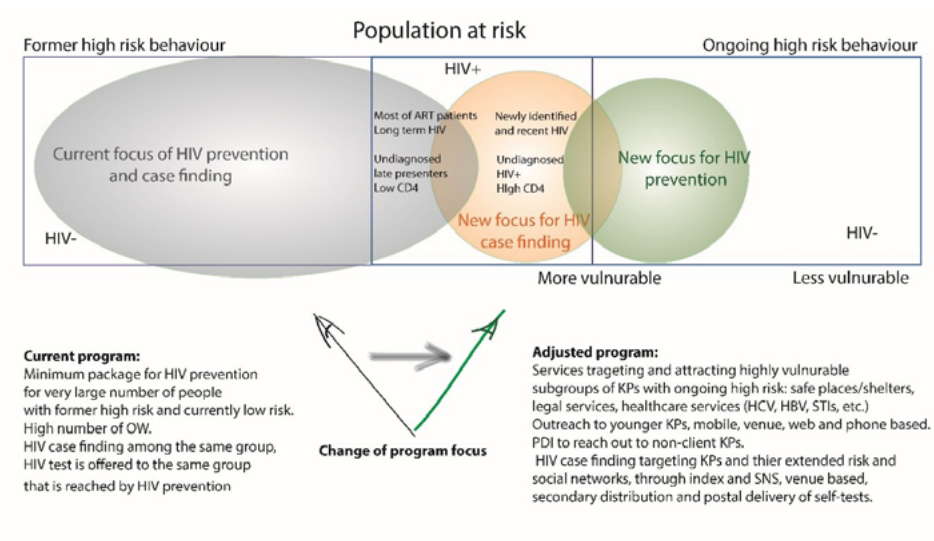 Population at risk
Former high risk behaviour
Ongoing high risk behaviour
HIV+
Most of ART patients
Long term HIV
Undiagnosed
late presenters
Low CD4
Newly identified
and recent HIV
Undiagnosed
HIV+
HIgh CD4
Current focus of HIV prevention
and case finding
New focus for HIV
case finding
New focus for HIV
prevention
HIV-
HIV-
More vulnurable
Less vulnurable
Current program:
Minimum package for HIV prevention
for very large number of people
with former high risk and currently low risk.
High number of OW.
HIV case finding among the same group,
HIV test is offered to the same group
that is reached by HIV prevention
Change of program focus
Adjusted program:
Services trageting and attracting highly vulnurable
subgroups of KPs with ongoing high risk: safe places/shelters,
legal services, healthcare services (HCV, HBV, STIs, etc.)
Outreach to younger KPs, mobile, venue, web and phone based.
PDI to reach out to non-client KPs.
HIV case finding targeting KPs and thier extended risk and
social networks, through index and SNS, venue based,
secondary distribution and postal delivery of self-tests.